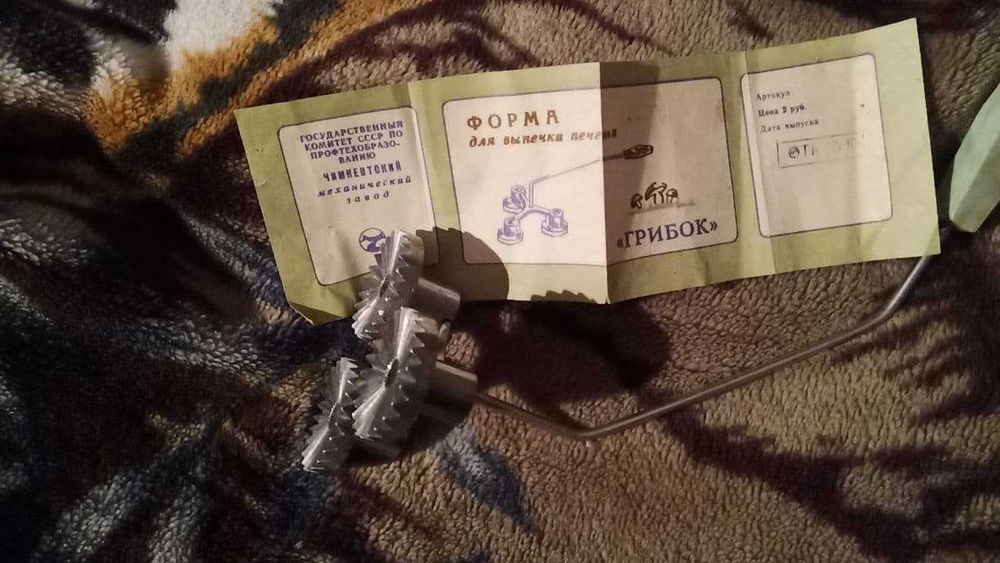 ГОСУДАРСТВЕННЫЙ
КОМИТЕТ СССР ПО
ПРОФТЕХОБРАЗО-
ВАНИЮ
ЧИМКЕНТСКИЙ
механический
завод
ФОРМА
для выпечки печенья
«ГРИБОК»
Артикул
Цена 2 руб.
Дата выпуска